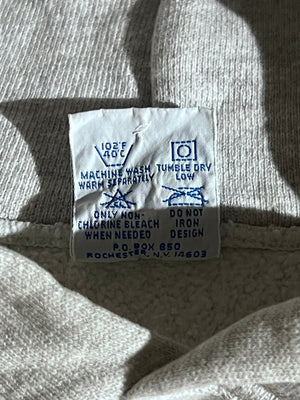 102°F
40°C
MACHINE WASH
WARM SEPARATELY
TUMBLE DRY
LOW
ONLY NON-
CHLORINE BLEACH
WHEN NEEDED
DO NOT
IRON
DESIGN
P.O. BOX 850
ROCHESTER, N.Y. 14603